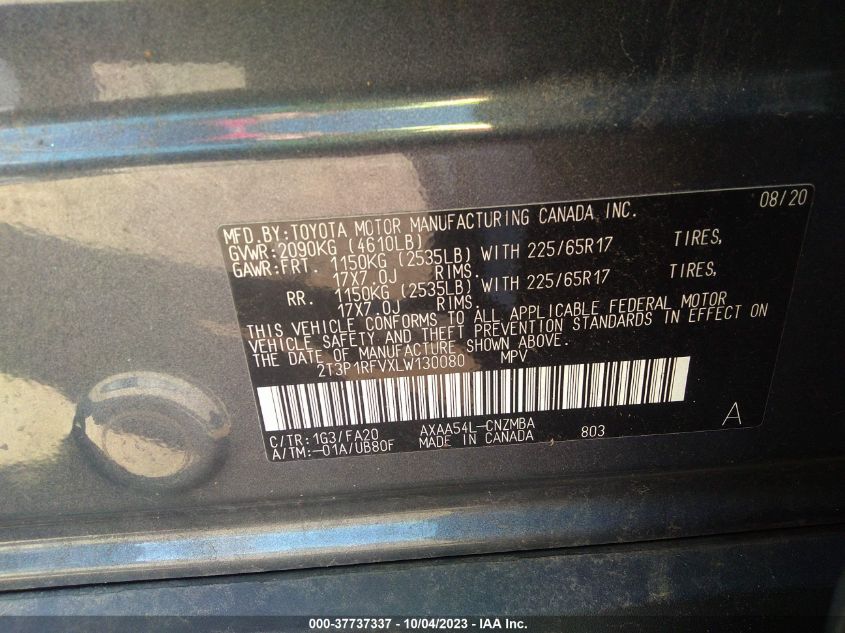 08/20
MFD.BY:TOYOTA MOTOR MANUFACTURING CANADA, INC.
GVWR:2090KG (4610LB)
GAWR:FRT. 1150KG (2535LB) WITH 225/65R17 TIRES,
17X7.0J RIMS.
RR. 1150KG (2535LB) WITH 225/65R17 TIRES,
17X7.0J RIMS.
THIS VEHICLE CONFORMS TO ALL APPLICABLE FEDERAL MOTOR
VEHICLE SAFETY AND THEFT PREVENTION STANDARDS IN EFFECT ON
THE DATE OF MANUFACTURE SHOWN ABOVE.
2T3P1RFVXLW130080 MPV
C/TR:1G3/FA20 AXAA54L-CNZMBA A
A/TM:-01A/UB80F MADE IN CANADA 803
000-37737337 - 10/04/2023 - IAA Inc.